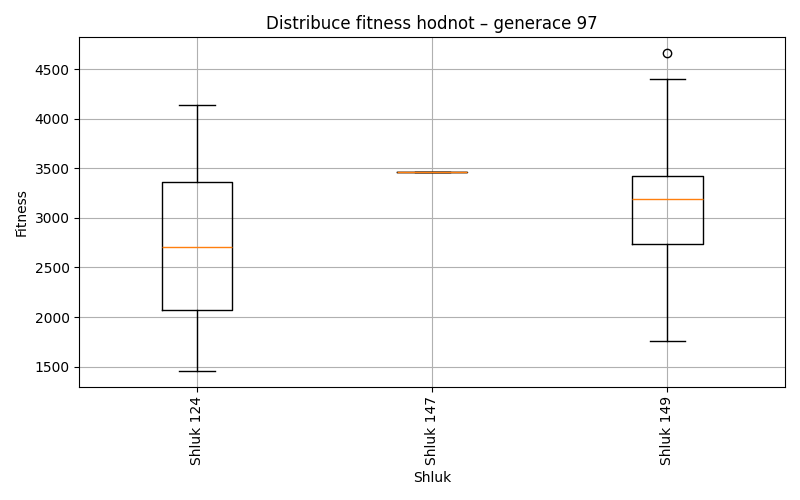 Distribuce fitness hodnot – generace 97
Fitness
4500
4000
3500
3000
2500
2000
1500
Shluk 124
Shluk 147
Shluk 149
Shluk